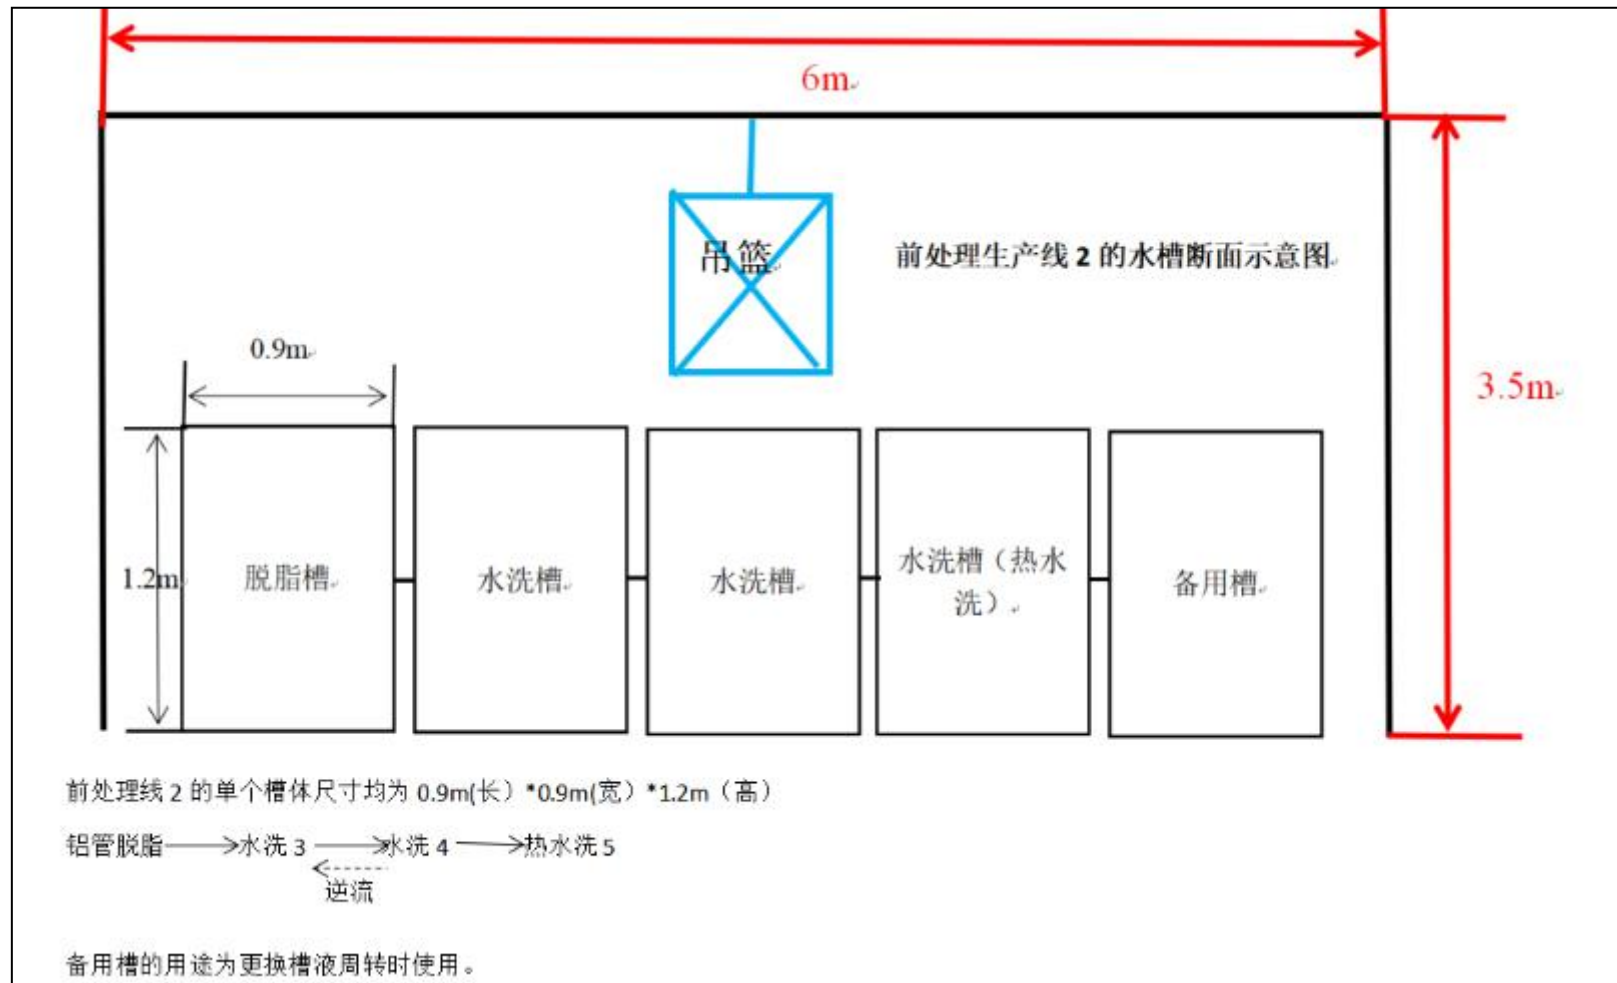 6m
吊篮
前处理生产线 2 的水槽断面示意图
0.9m
3.5m
1.2m
脱脂槽
水洗槽
水洗槽
水洗槽（热水
洗）
备用槽
前处理线 2 的单个槽体尺寸均为 0.9m(长）*0.9m(宽）*1.2m（高）
铝管脱脂 水洗 3 水洗 4 热水洗 5
逆流
备用槽的用途为更换槽液周转时使用。